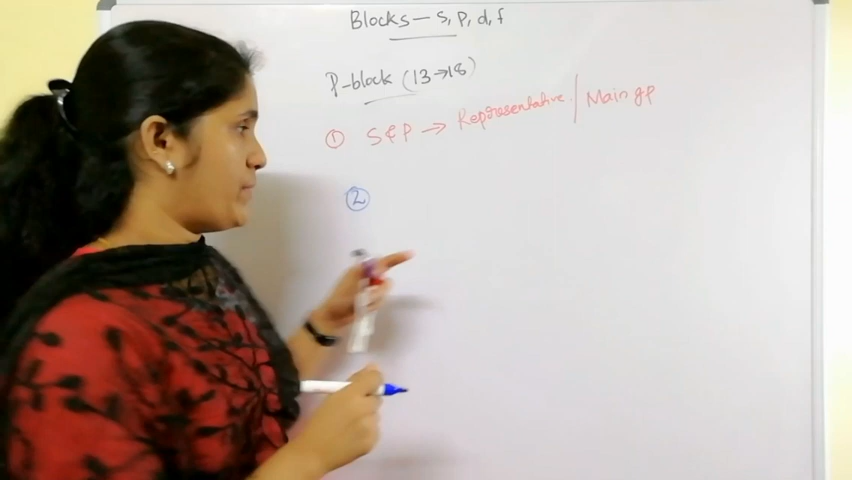 Blocks - s, p, d, f
P-block (13→18)
① S & P → Representative / Main gp
②